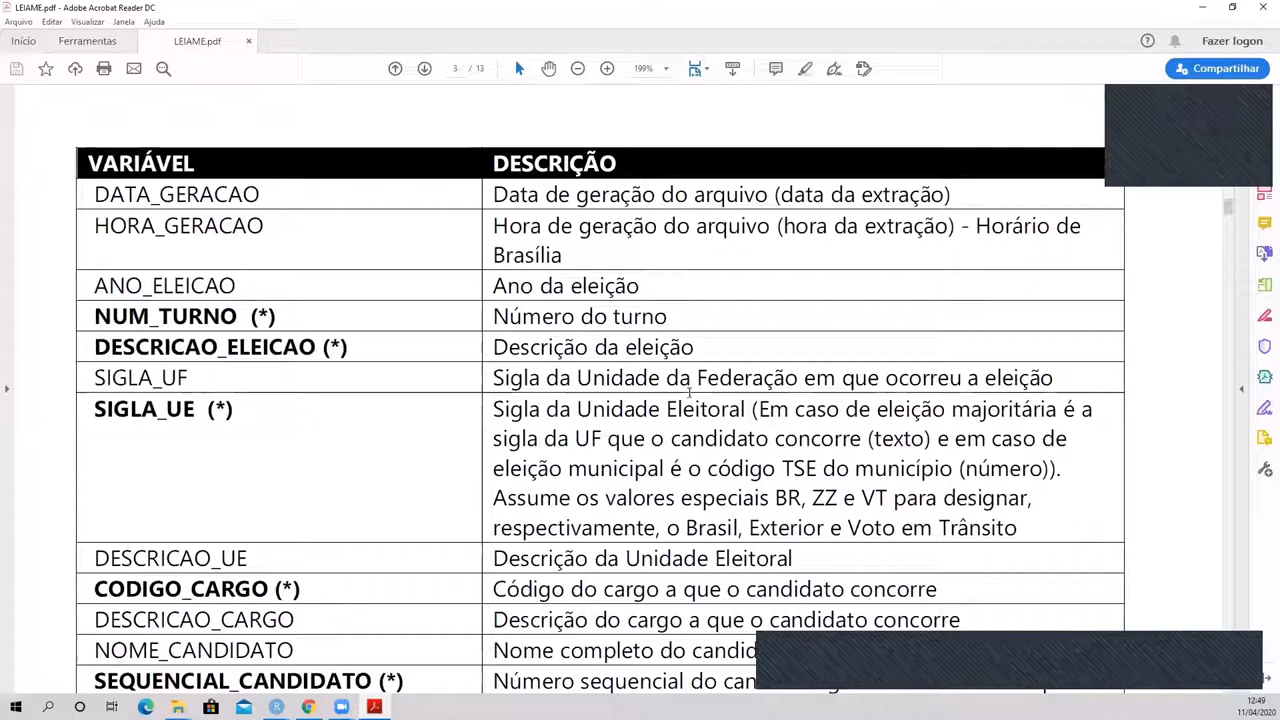 LEIAME.pdf - Adobe Acrobat Reader DC
Arquivo Editar Visualizar Janela Ajuda
Início Ferramentas LEIAME.pdf × Fazer logon
3 / 13 199% Compartilhar
VARIÁVEL DESCRIÇÃO
DATA_GERACAO Data de geração do arquivo (data da extração)
HORA_GERACAO Hora de geração do arquivo (hora da extração) - Horário de
Brasília
ANO_ELEICAO Ano da eleição
NUM_TURNO (*) Número do turno
DESCRICAO_ELEICAO (*) Descrição da eleição
SIGLA_UF Sigla da Unidade da Federação em que ocorreu a eleição
SIGLA_UE (*) Sigla da Unidade Eleitoral (Em caso de eleição majoritária é a
sigla da UF que o candidato concorre (texto) e em caso de
eleição municipal é o código TSE do município (número)).
Assume os valores especiais BR, ZZ e VT para designar,
respectivamente, o Brasil, Exterior e Voto em Trânsito
DESCRICAO_UE Descrição da Unidade Eleitoral
CODIGO_CARGO (*) Código do cargo a que o candidato concorre
DESCRICAO_CARGO Descrição do cargo a que o candidato concorre
NOME_CANDIDATO Nome completo do candid
SEQUENCIAL_CANDIDATO (*) Número sequencial do can
12:49
11/04/2020